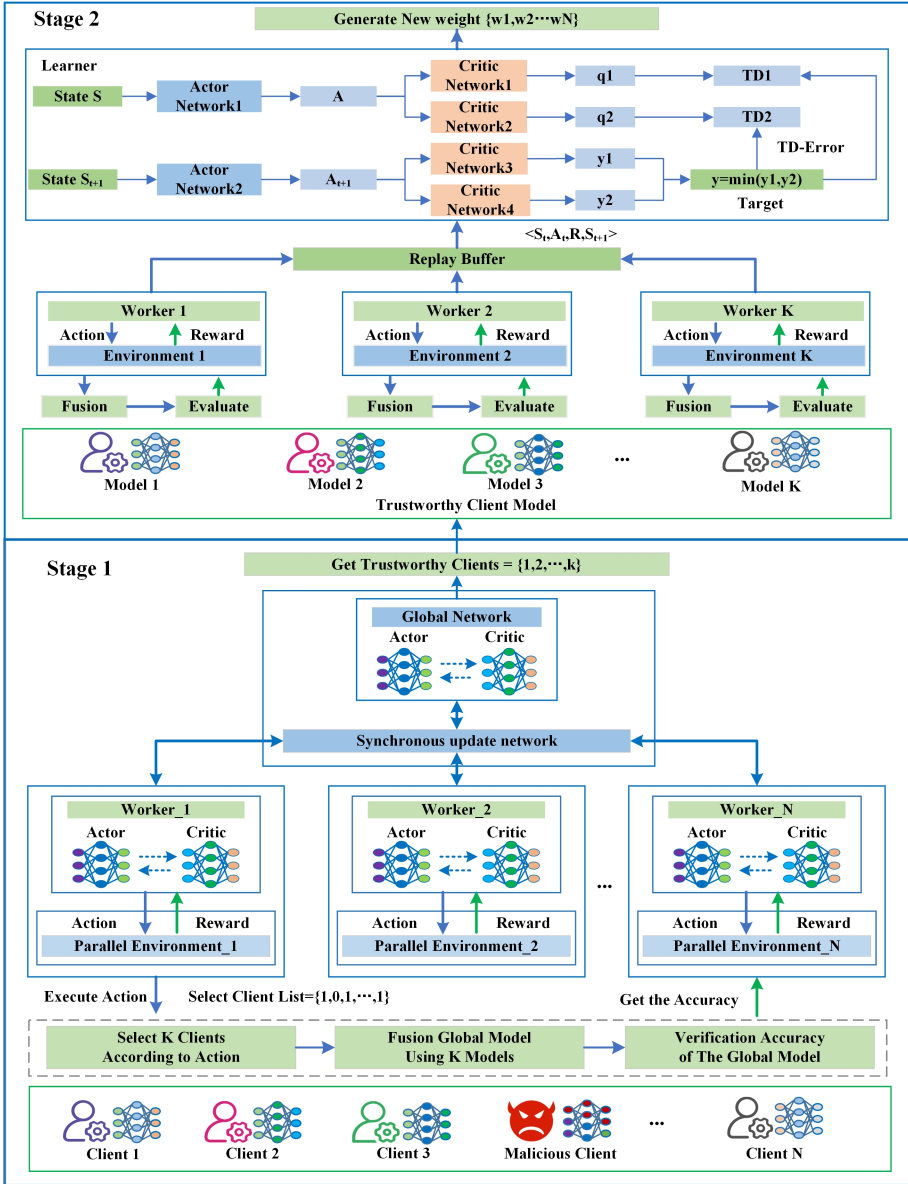 Stage 2
Generate New weight {w1,w2⋯wN}
Learner
State S
Actor
Network1
A
Critic
Network1
q1
TD1
Critic
Network2
q2
TD2
TD-Error
State Sₜ₊₁
Actor
Network2
Aₜ₊₁
Critic
Network3
y1
Critic
Network4
y2
y=min(y1,y2)
Target
<Sₜ,Aₜ,R,Sₜ₊₁>
Replay Buffer
Worker 1
Action
Reward
Environment 1
Fusion
Evaluate
Worker 2
Action
Reward
Environment 2
Fusion
Evaluate
Worker K
Action
Reward
Environment K
Fusion
Evaluate
Model 1
Model 2
Model 3
...
Model K
Trustworthy Client Model
Stage 1
Get Trustworthy Clients = {1,2,⋯,k}
Global Network
Actor
Critic
Synchronous update network
Worker_1
Actor
Critic
Action
Reward
Parallel Environment_1
Worker_2
Actor
Critic
Action
Reward
Parallel Environment_2
...
Worker_N
Actor
Critic
Action
Reward
Parallel Environment_N
Execute Action
Select Client List={1,0,1,⋯,1}
Get the Accuracy
Select K Clients
According to Action
Fusion Global Model
Using K Models
Verification Accuracy
of The Global Model
Client 1
Client 2
Client 3
Malicious Client
...
Client N